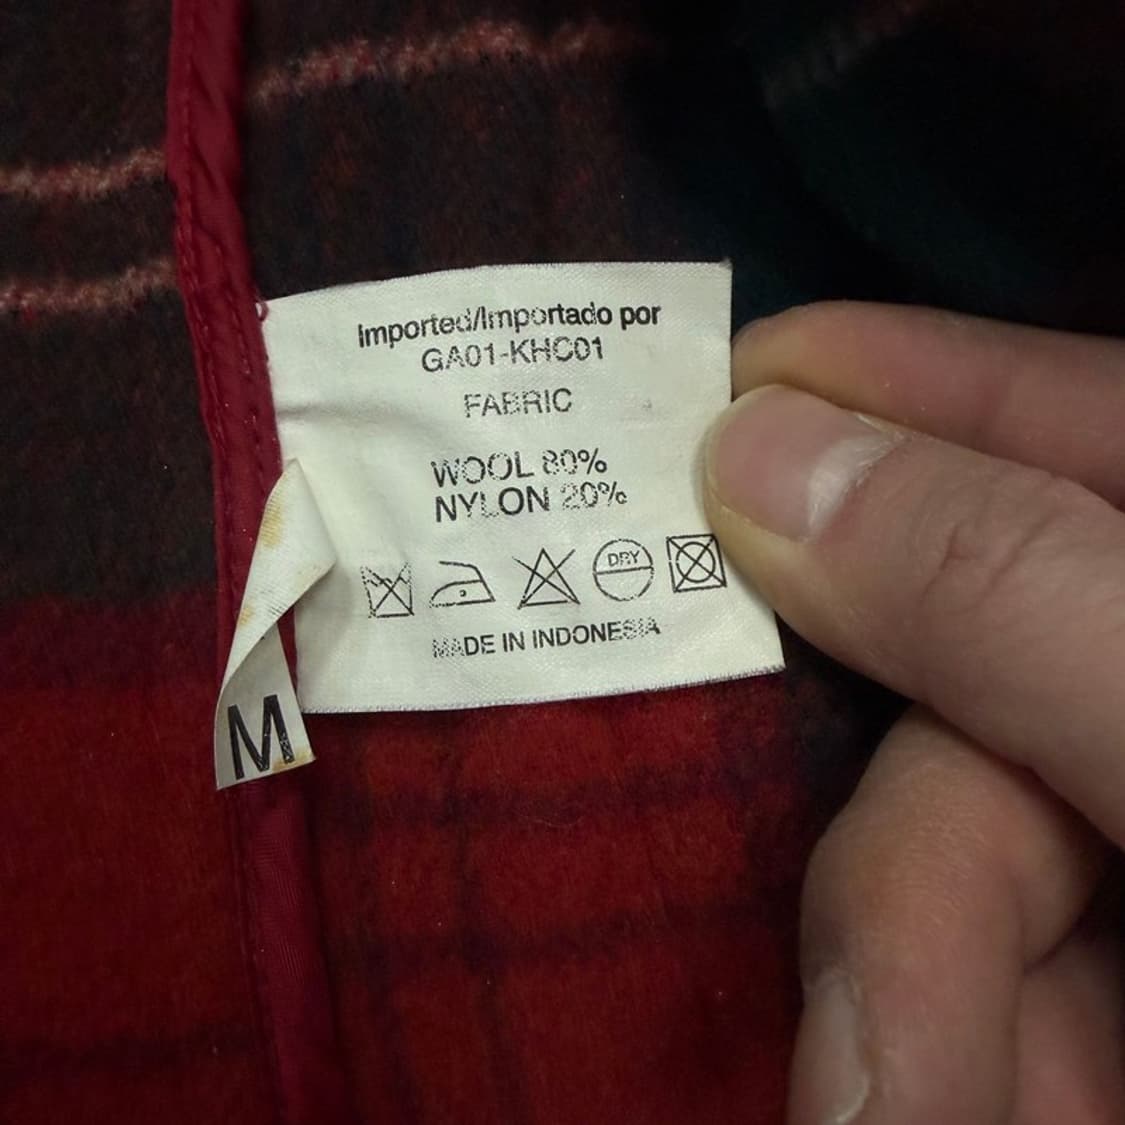 Imported/Importado por
GA01-KHC01
FABRIC
WOOL 80%
NYLON 20%
DRY
MADE IN INDONESIA
M